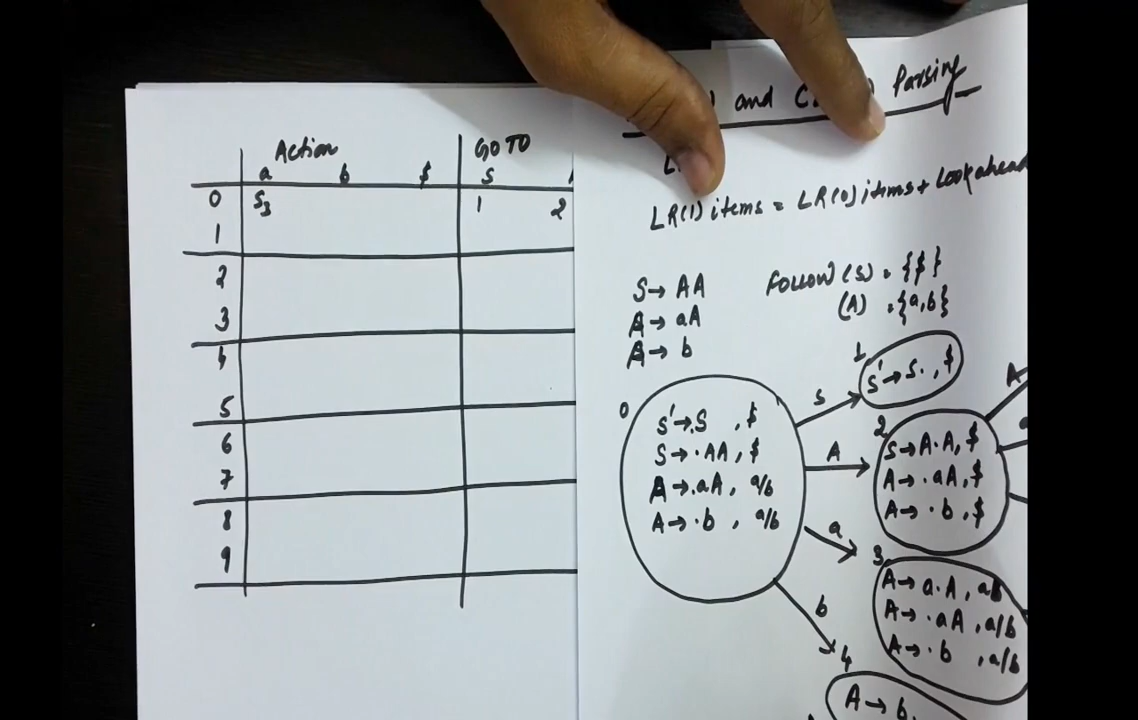 Action GOTO
a b $ S
0 S3 1 2
1
2
3
4
5
6
7
8
9
and Parsing
LR(1) items = LR(0) items + Lookahead
S→ AA Follow (S) = {$}
A→ aA (A) = {a,b}
A→ b
0
S'→.S , $
S→ .AA, $
A→.aA, a/b
A→ .b , a/b
S
A
a
b
1
S'→S. , $
2
S→A.A, $
A→.aA, $
A→ .b , $
A
3
A→ a.A, a/b
A→ .aA, a/b
A→ .b , a/b
4
A→ b.